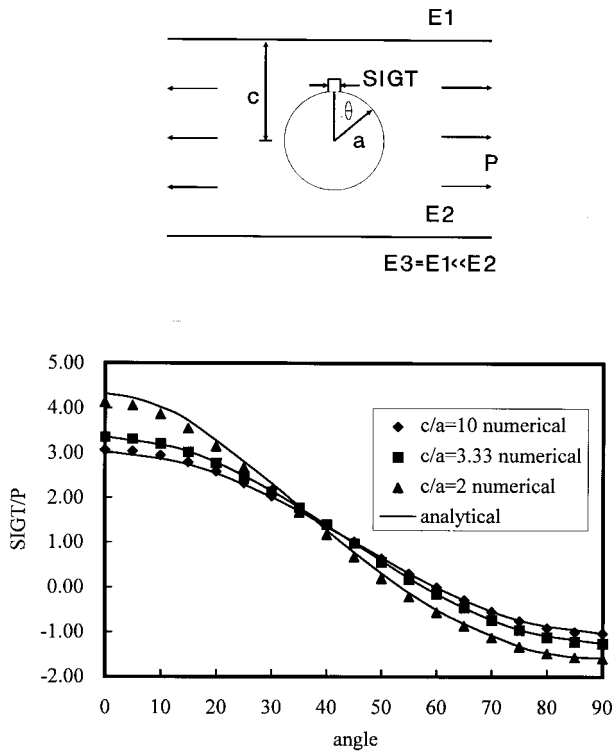 E1
SIGT
c
θ
a
P
E2
E3=E1<<E2
5.00
4.00
3.00
2.00
1.00
0.00
-1.00
-2.00
SIGT/P
c/a=10 numerical
c/a=3.33 numerical
c/a=2 numerical
analytical
0 10 20 30 40 50 60 70 80 90
angle